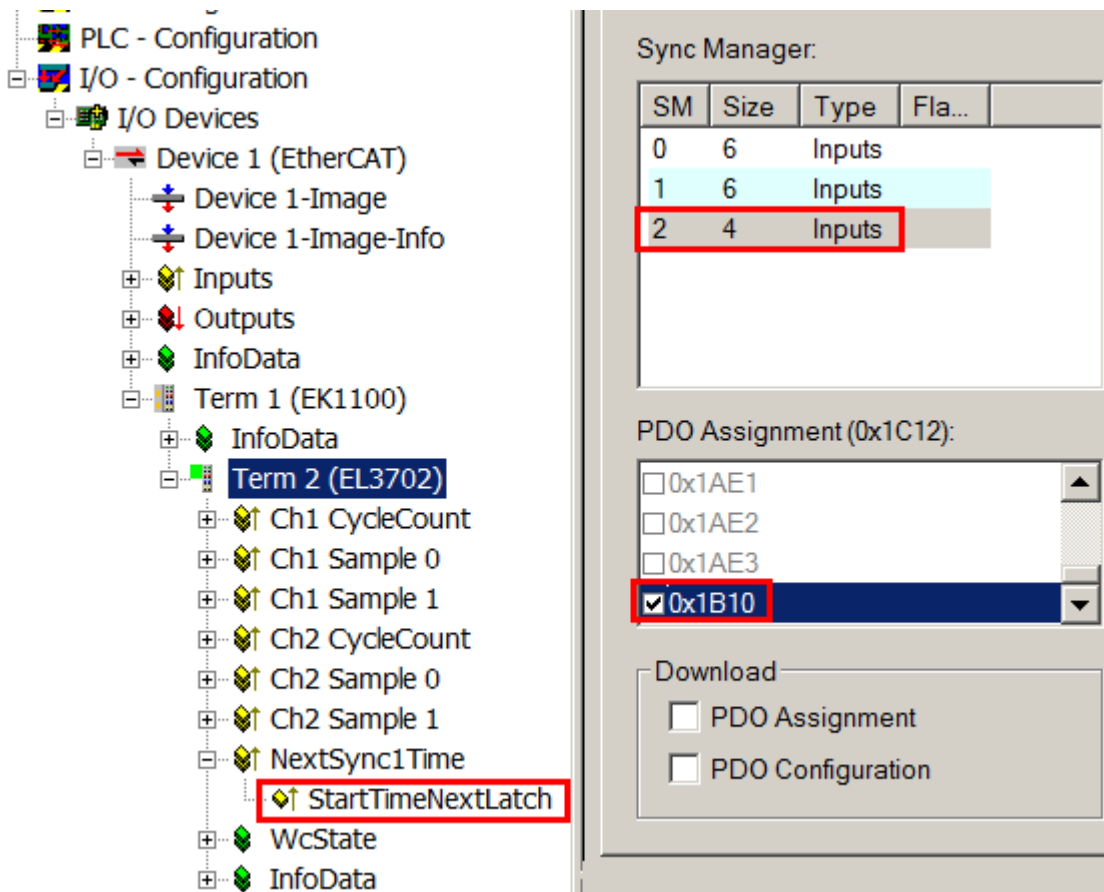 PLC - Configuration
I/O - Configuration
I/O Devices
Device 1 (EtherCAT)
Device 1-Image
Device 1-Image-Info
Inputs
Outputs
InfoData
Term 1 (EK1100)
InfoData
Term 2 (EL3702)
Ch1 CycleCount
Ch1 Sample 0
Ch1 Sample 1
Ch2 CycleCount
Ch2 Sample 0
Ch2 Sample 1
NextSync1Time
StartTimeNextLatch
WcState
InfoData
Sync Manager:
SM Size Type Fla...
0 6 Inputs
1 6 Inputs
2 4 Inputs
PDO Assignment (0x1C12):
0x1AE1
0x1AE2
0x1AE3
0x1B10
Download
PDO Assignment
PDO Configuration